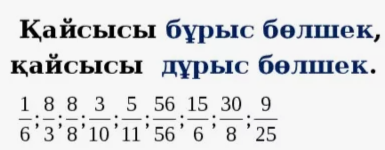 Қайсысы бұрыс бөлшек,
қайсысы дұрыс бөлшек.
1/6; 8/3; 8/8; 3/10; 5/11; 56/56; 15/6; 30/8; 9/25